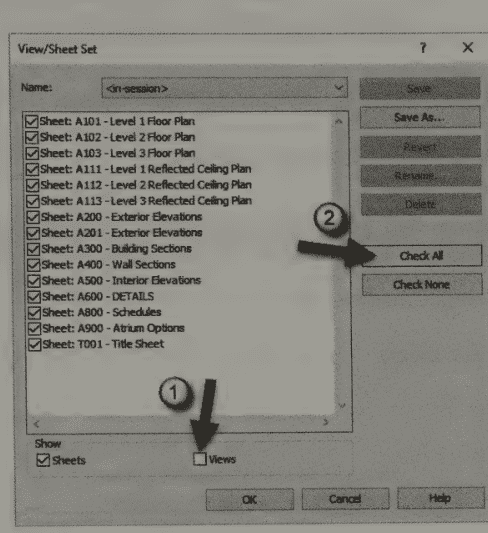 View/Sheet Set ? X
Name: <in-session> Save
Sheet: A101 - Level 1 Floor Plan
Sheet: A102 - Level 2 Floor Plan
Sheet: A103 - Level 3 Floor Plan
Sheet: A111 - Level 1 Reflected Ceiling Plan
Sheet: A112 - Level 2 Reflected Ceiling Plan
Sheet: A113 - Level 3 Reflected Ceiling Plan
Sheet: A200 - Exterior Elevations
Sheet: A201 - Exterior Elevations
Sheet: A300 - Building Sections
Sheet: A400 - Wall Sections
Sheet: A500 - Interior Elevations
Sheet: A600 - DETAILS
Sheet: A800 - Schedules
Sheet: A900 - Atrium Options
Sheet: T001 - Title Sheet
Save As...
Revert
Rename...
Delete
2
Check All
Check None
1
Show
Sheets Views
OK Cancel Help